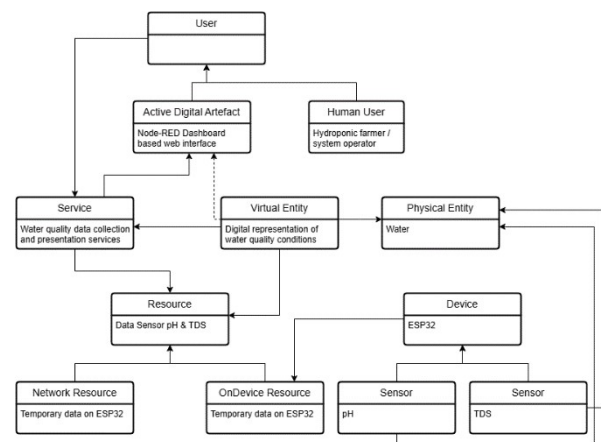 User
Active Digital Artefact
Node-RED Dashboard
based web interface
Human User
Hydroponic farmer /
system operator
Service
Water quality data collection
and presentation services
Virtual Entity
Digital representation of
water quality conditions
Physical Entity
Water
Resource
Data Sensor pH & TDS
Device
ESP32
Network Resource
Temporary data on ESP32
OnDevice Resource
Temporary data on ESP32
Sensor
pH
Sensor
TDS